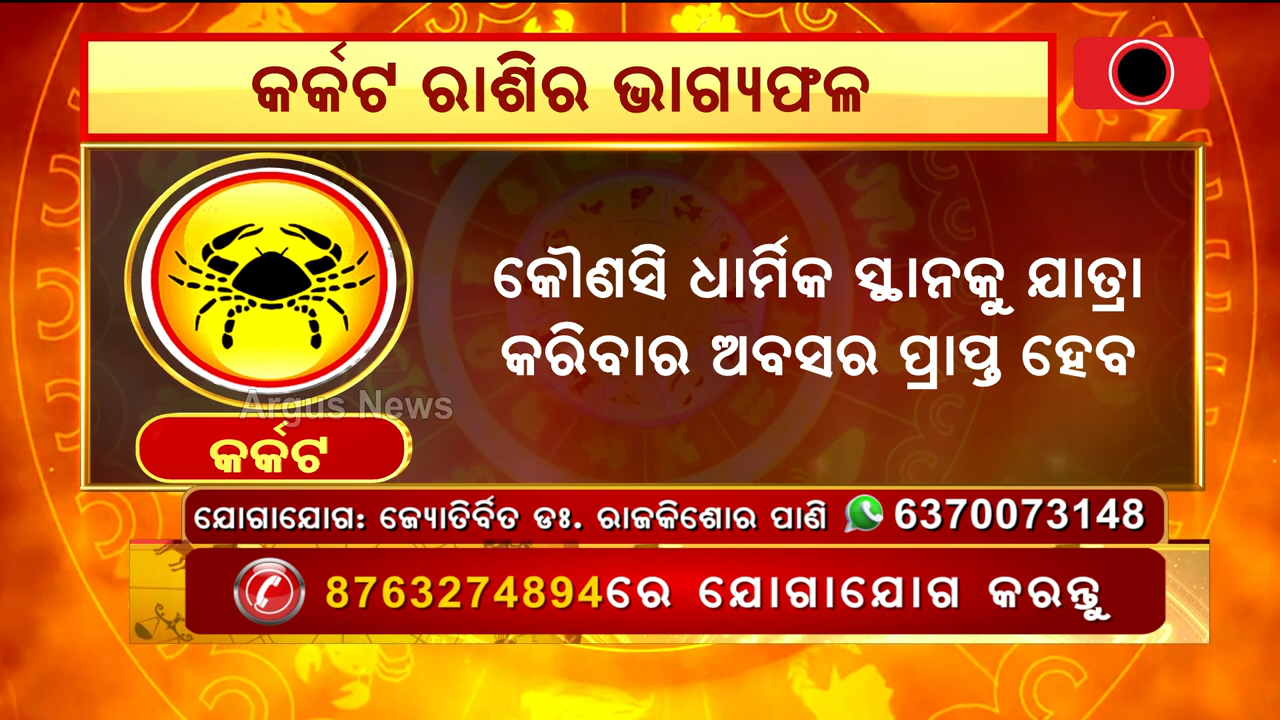 କର୍କଟ ରାଶିର ଭାଗ୍ୟଫଳ
କୌଣସି ଧାର୍ମିକ ସ୍ଥାନକୁ ଯାତ୍ରା
କରିବାର ଅବସର ପ୍ରାପ୍ତ ହେବ
Argus News
କର୍କଟ
ଯୋଗାଯୋଗ: ଜ୍ୟୋତିର୍ବିତ ଡଃ. ରାଜକିଶୋର ପାଣି 6370073148
8763274894ରେ ଯୋଗାଯୋଗ କରନ୍ତୁ